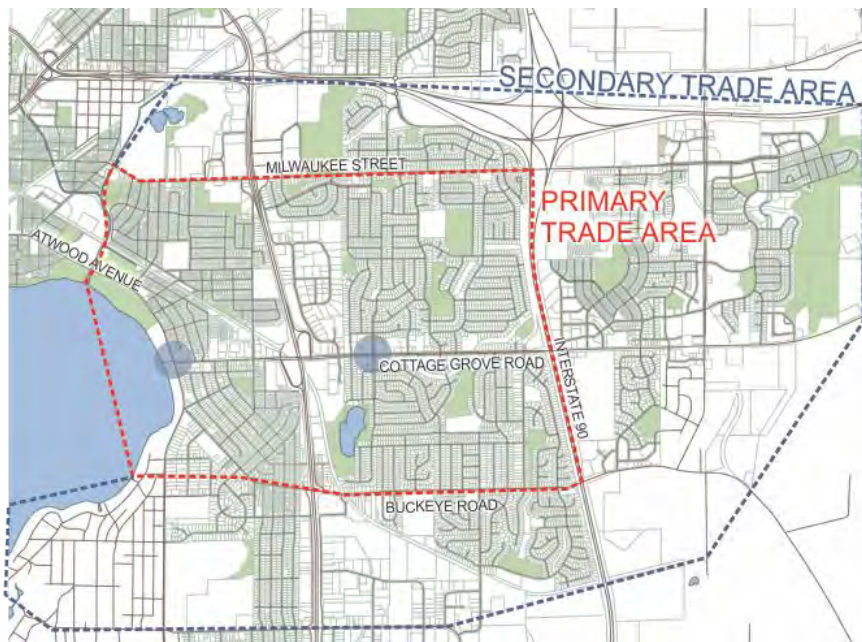 SECONDARY TRADE AREA
MILWAUKEE STREET
PRIMARY
TRADE AREA
ATWOOD AVENUE
INTERSTATE 90
COTTAGE GROVE ROAD
BUCKEYE ROAD